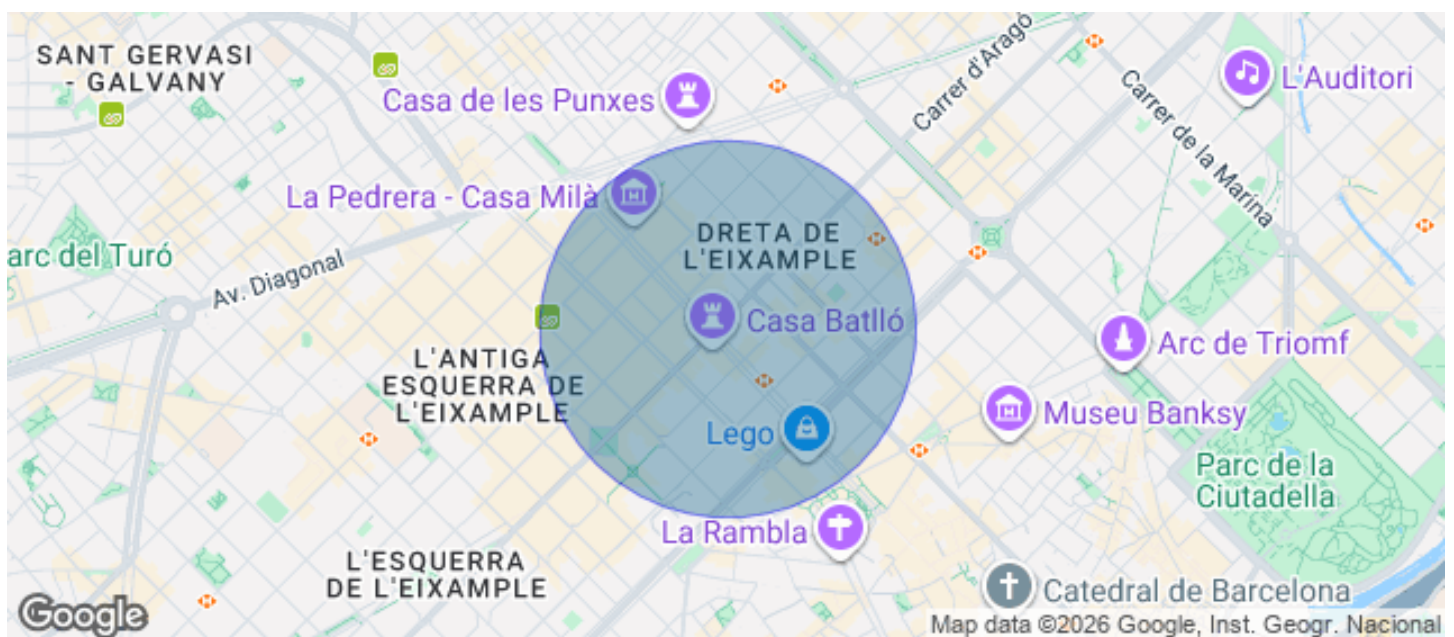 SANT GERVASI
- GALVANY
Casa de les Punxes
Carrer d'Aragó
L'Auditori
Carrer de la Marina
La Pedrera - Casa Milà
DRETA DE
L'EIXAMPLE
arc del Turó
Av. Diagonal
Casa Batlló
Arc de Triomf
L'ANTIGA
ESQUERRA DE
L'EIXAMPLE
Lego
Museu Banksy
Parc de la
Ciutadella
La Rambla
L'ESQUERRA
DE L'EIXAMPLE
Catedral de Barcelona
Google
Map data ©2026 Google, Inst. Geogr. Nacional